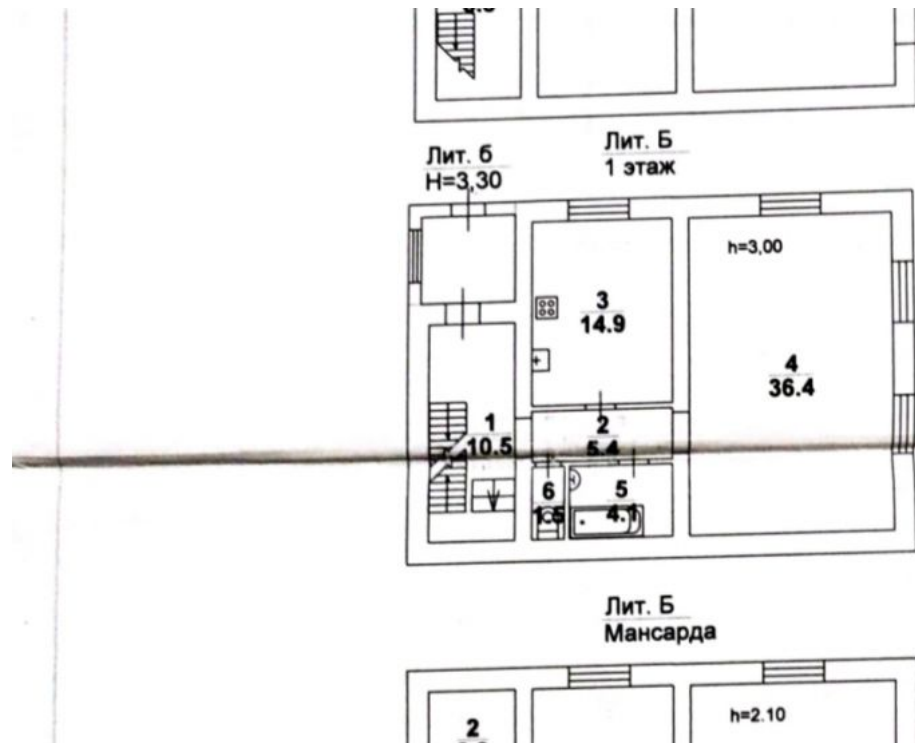 Лит. б
Н=3,30
Лит. Б
1 этаж
h=3,00
3
14.9
4
36.4
1
10.5
2
5.4
6
1.5
5
4.1
Лит. Б
Мансарда
h=2.10
2